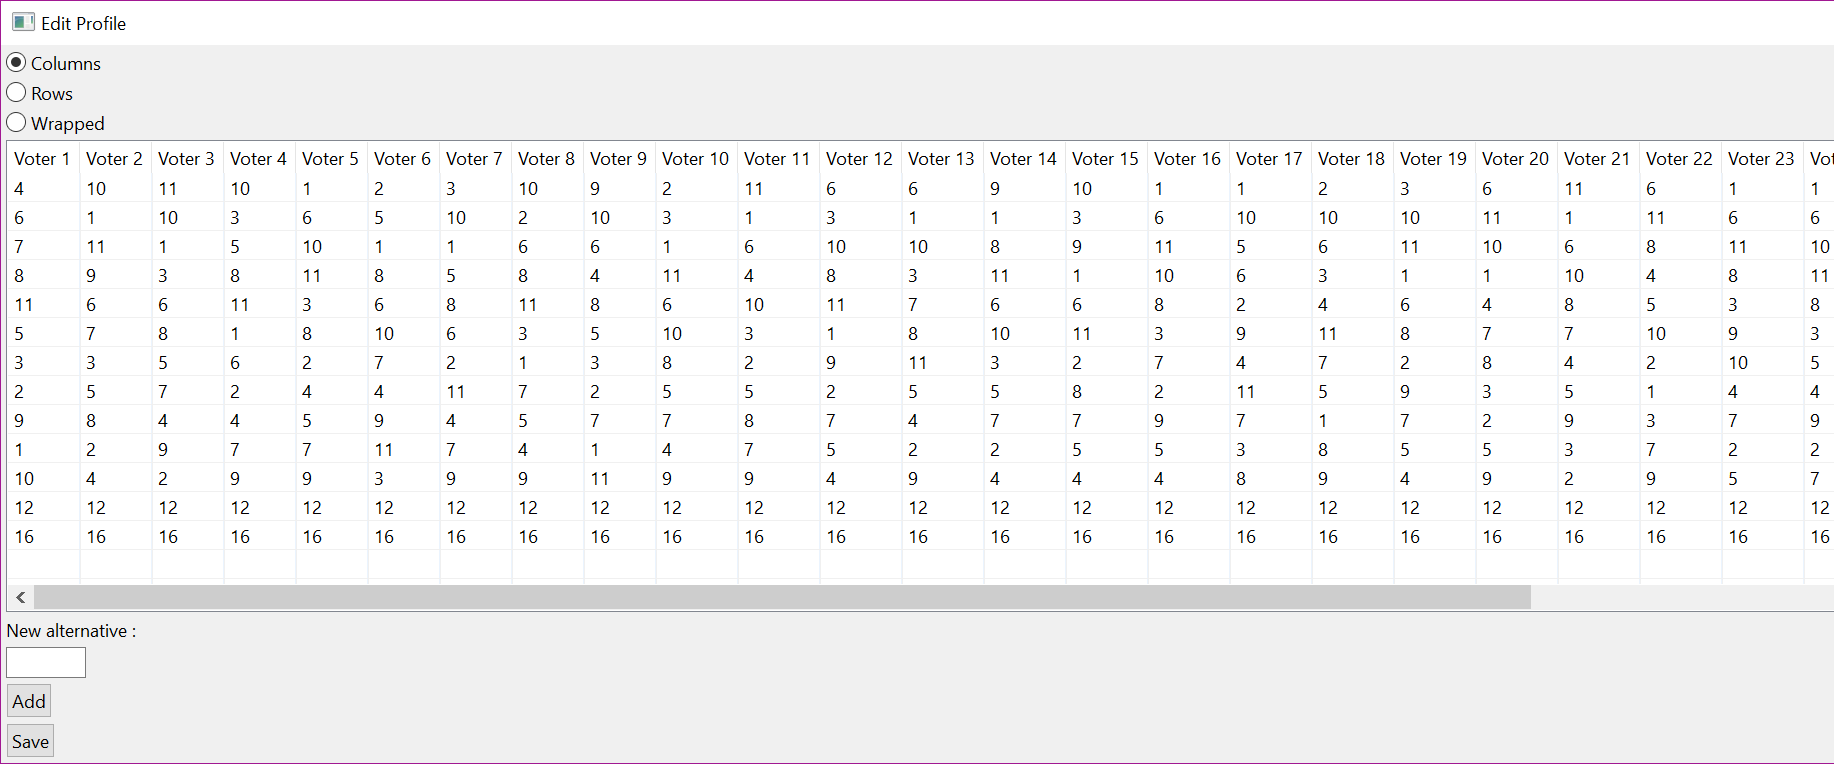 Edit Profile
Columns
Rows
Wrapped
Voter 1 Voter 2 Voter 3 Voter 4 Voter 5 Voter 6 Voter 7 Voter 8 Voter 9 Voter 10 Voter 11 Voter 12 Voter 13 Voter 14 Voter 15 Voter 16 Voter 17 Voter 18 Voter 19 Voter 20 Voter 21 Voter 22 Voter 23 Vot
4 10 11 10 1 2 3 10 9 2 11 6 6 9 10 1 1 2 3 6 11 6 1 1
6 1 10 3 6 5 10 2 10 3 1 3 1 1 3 6 10 10 10 11 1 11 6 6
7 11 1 5 10 1 1 6 6 1 6 10 10 8 9 11 5 6 11 10 6 8 11 10
8 9 3 8 11 8 5 8 4 11 4 8 3 11 1 10 6 3 1 1 10 4 8 11
11 6 6 11 3 6 8 11 8 6 10 11 7 6 6 8 2 4 6 4 8 5 3 8
5 7 8 1 8 10 6 3 5 10 3 1 8 10 11 3 9 11 8 7 7 10 9 3
3 3 5 6 2 7 2 1 3 8 2 9 11 3 2 7 4 7 2 8 4 2 10 5
2 5 7 2 4 4 11 7 2 5 5 2 5 5 8 2 11 5 9 3 5 1 4 4
9 8 4 4 5 9 4 5 7 7 8 7 4 7 7 9 7 1 7 2 9 3 7 9
1 2 9 7 7 11 7 4 1 4 7 5 2 2 5 5 3 8 5 5 3 7 2 2
10 4 2 9 9 3 9 9 11 9 9 4 9 4 4 4 8 9 4 9 2 9 5 7
12 12 12 12 12 12 12 12 12 12 12 12 12 12 12 12 12 12 12 12 12 12 12 12
16 16 16 16 16 16 16 16 16 16 16 16 16 16 16 16 16 16 16 16 16 16 16 16
New alternative :
Add
Save